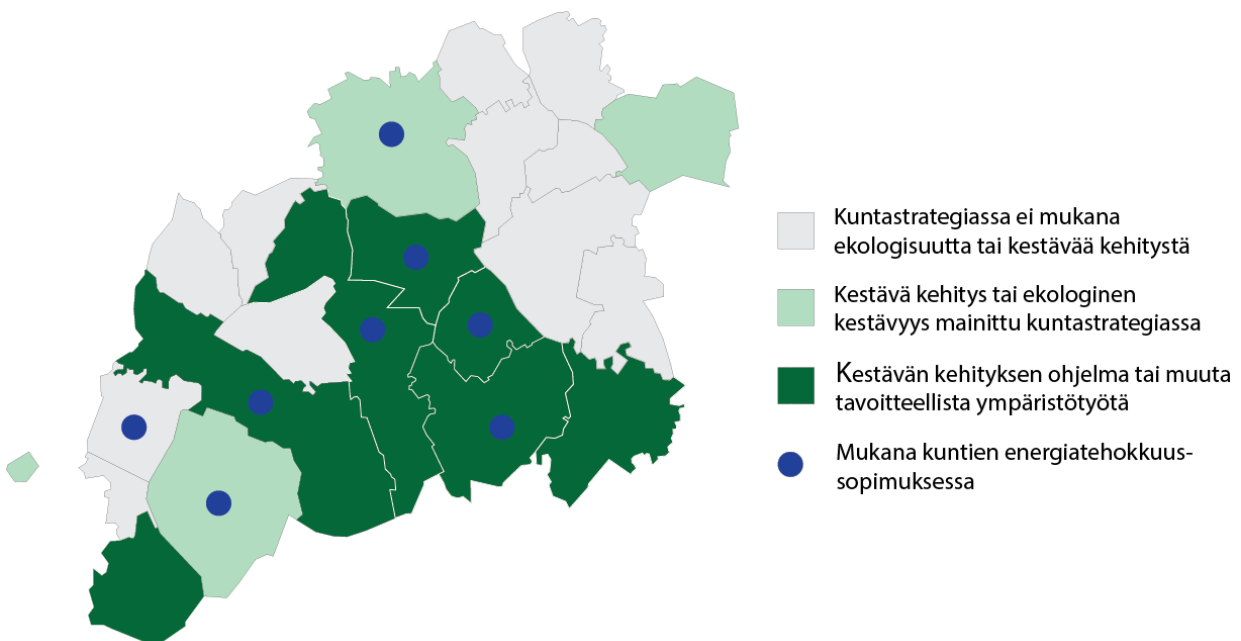 Kuntastrategiassa ei mukana
ekologisuutta tai kestävää kehitystä
Kestävä kehitys tai ekologinen
kestävyys mainittu kuntastrategiassa
Kestävän kehityksen ohjelma tai muuta
tavoitteellista ympäristötyötä
Mukana kuntien energiatehokkuus-
sopimuksessa